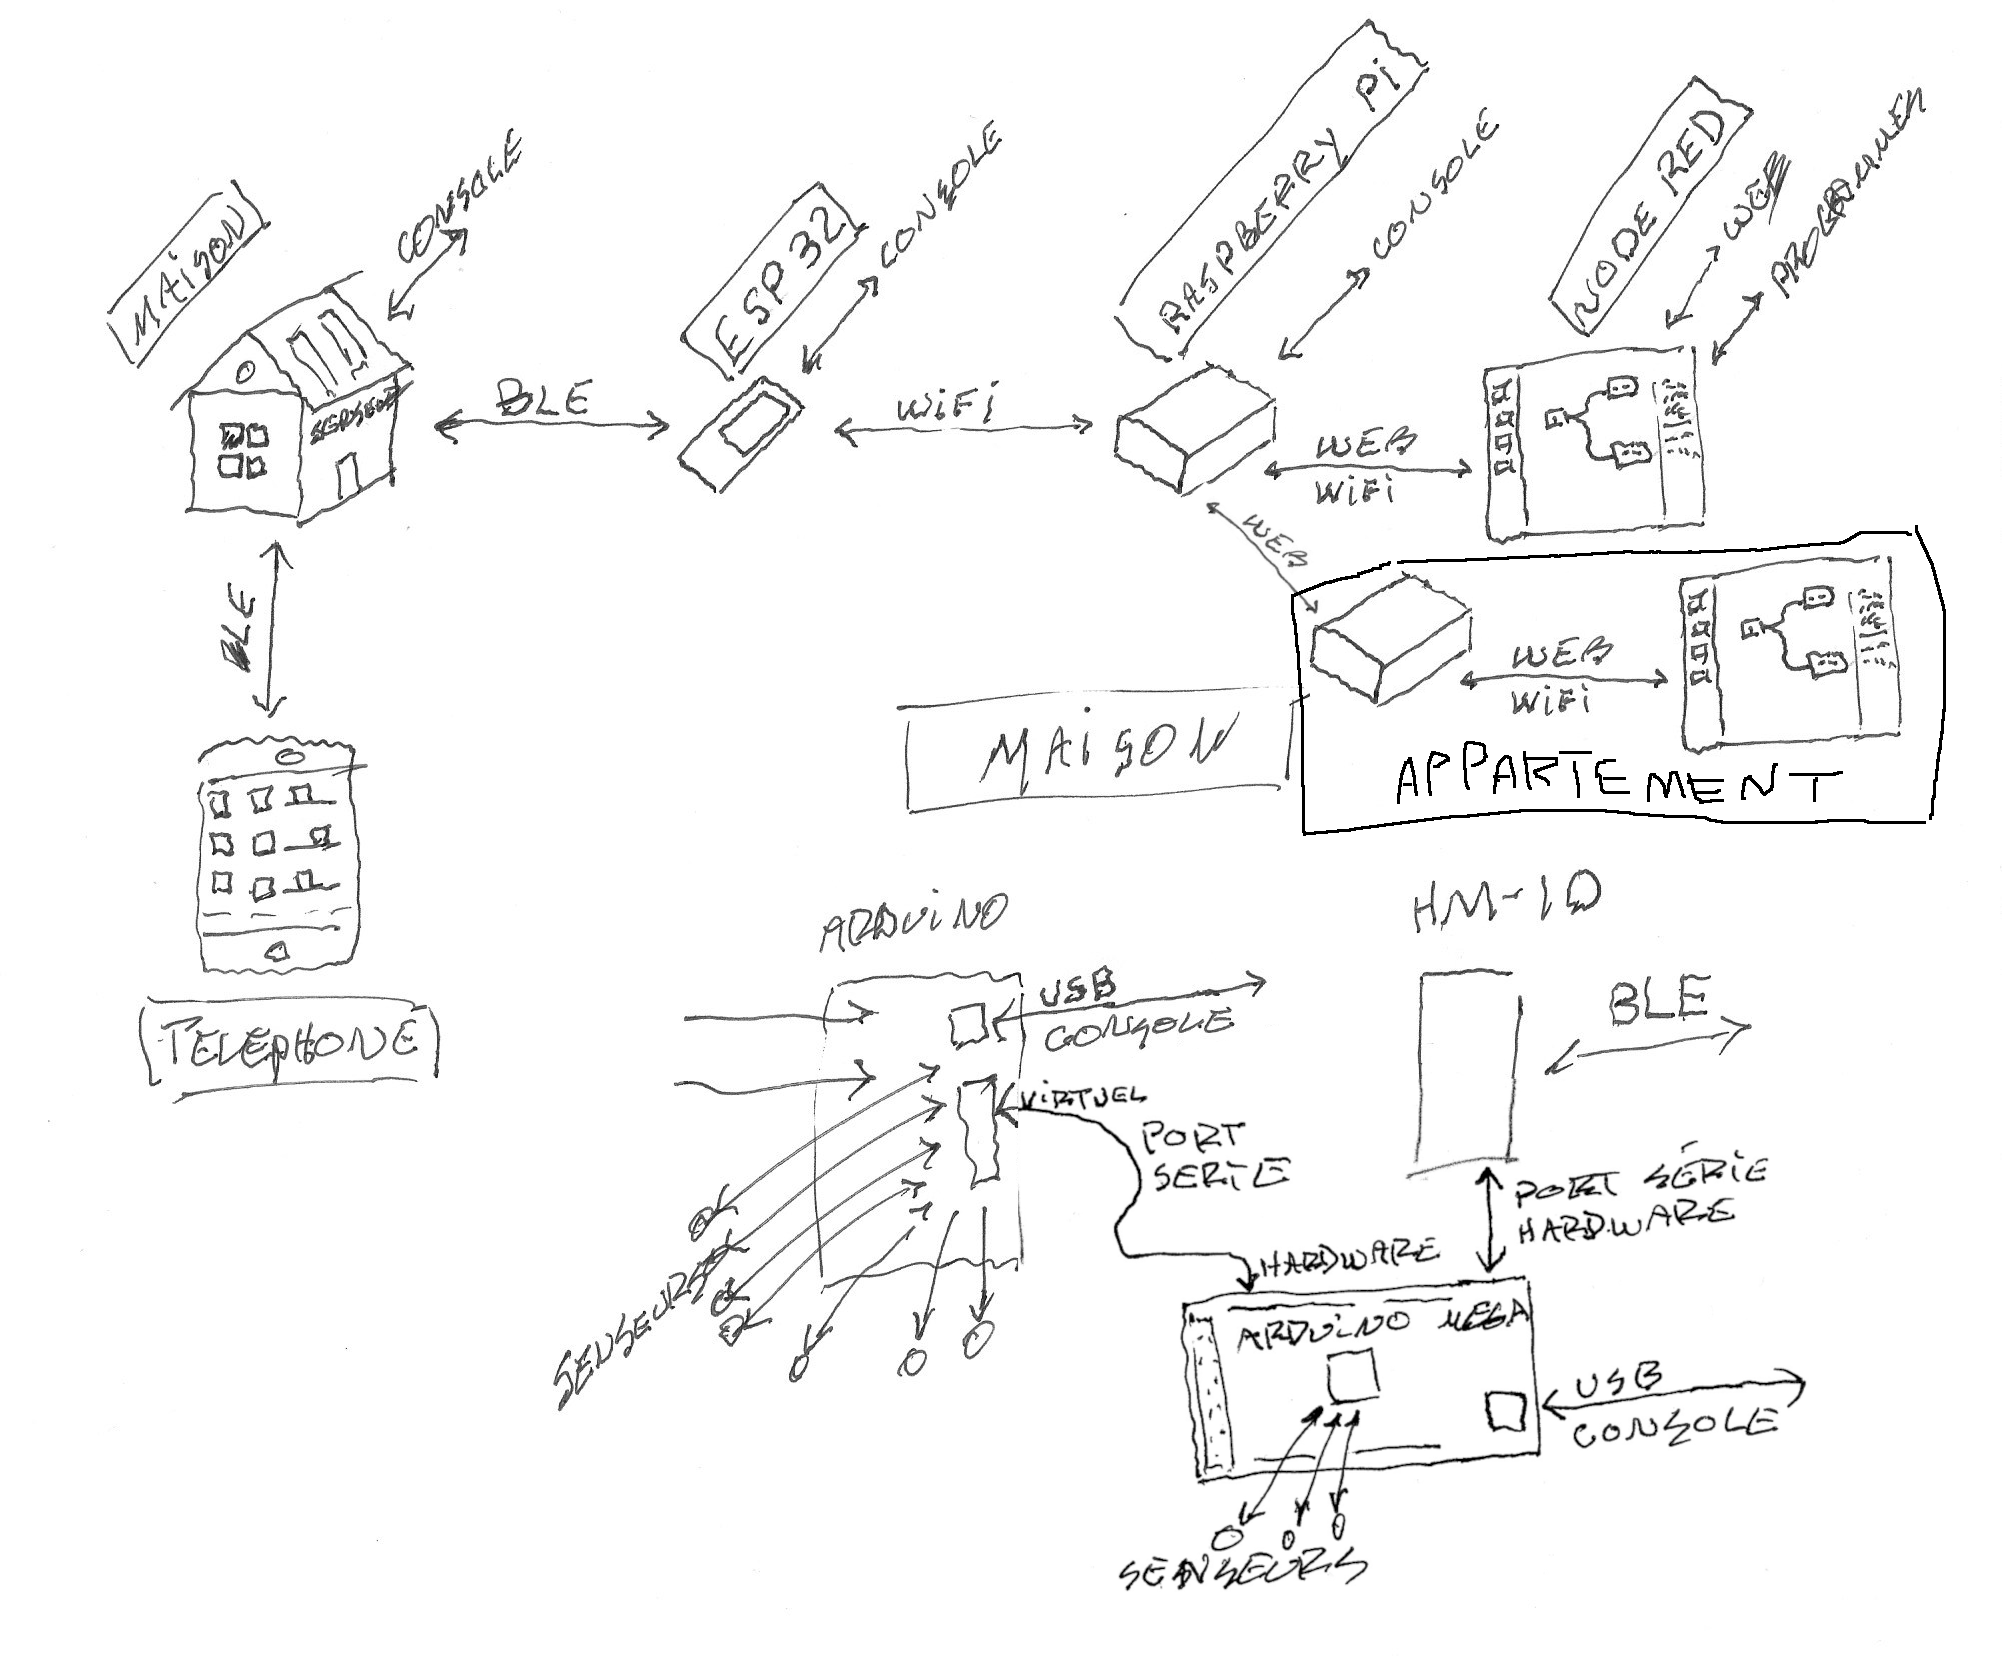 MAISON
CONSOLE
ESP32
CONSOLE
RASPBERRY Pi
CONSOLE
NODE RED
WEB
BLE
WiFi
WEB
WiFi
WEB
BLE
WEB
WiFi
MAiSON
APPARTEMENT
TELEPHONE
ARDUiNO
HM-10
USB
CONSOLE
BLE
ViRTUEL
PORT
SERIE
PORT SÉRiE
HARDWARE
SENSEURS
HARDWARE
ARDUiNO MEGA
USB
CONSOLE
SENSEURS